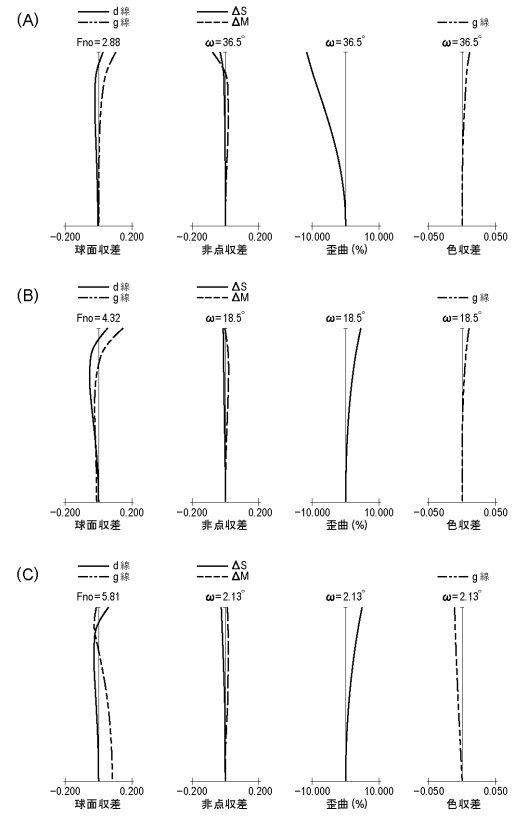 (A)
d 線
g 線
Fno=2.88
ΔS
ΔM
ω=36.5°
ω=36.5°
g 線
ω=36.5°
-0.200 0.200
球面収差
-0.200 0.200
非点収差
-10.000 10.000
歪曲(%)
-0.050 0.050
色収差
(B)
d 線
g 線
Fno=4.32
ΔS
ΔM
ω=18.5°
ω=18.5°
g 線
ω=18.5°
-0.200 0.200
球面収差
-0.200 0.200
非点収差
-10.000 10.000
歪曲(%)
-0.050 0.050
色収差
(C)
d 線
g 線
Fno=5.81
ΔS
ΔM
ω=2.13°
ω=2.13°
g 線
ω=2.13°
-0.200 0.200
球面収差
-0.200 0.200
非点収差
-10.000 10.000
歪曲(%)
-0.050 0.050
色収差